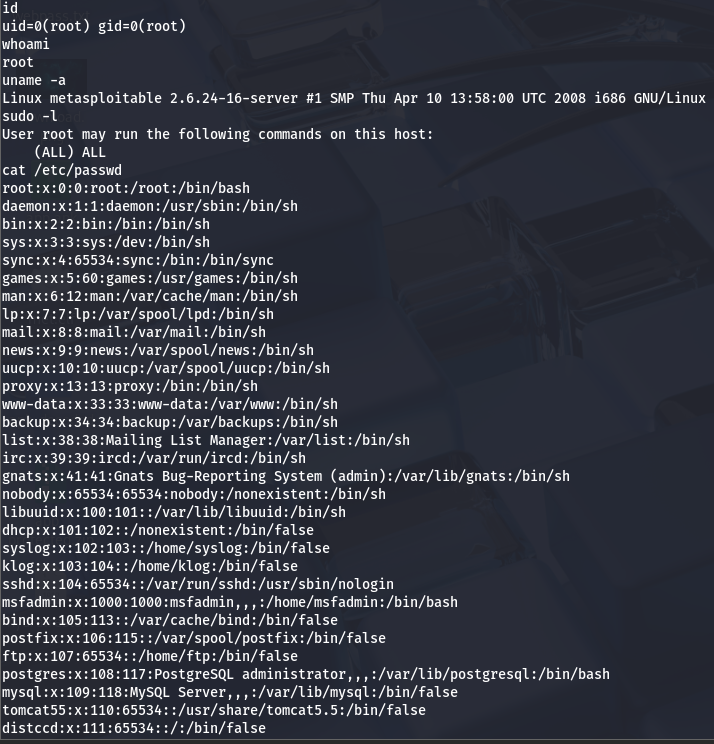 id
uid=0(root) gid=0(root)
whoami
root
uname -a
Linux metasploitable 2.6.24-16-server #1 SMP Thu Apr 10 13:58:00 UTC 2008 i686 GNU/Linux
sudo -l
User root may run the following commands on this host:
    (ALL) ALL
cat /etc/passwd
root:x:0:0:root:/root:/bin/bash
daemon:x:1:1:daemon:/usr/sbin:/bin/sh
bin:x:2:2:bin:/bin:/bin/sh
sys:x:3:3:sys:/dev:/bin/sh
sync:x:4:65534:sync:/bin:/bin/sync
games:x:5:60:games:/usr/games:/bin/sh
man:x:6:12:man:/var/cache/man:/bin/sh
lp:x:7:7:lp:/var/spool/lpd:/bin/sh
mail:x:8:8:mail:/var/mail:/bin/sh
news:x:9:9:news:/var/spool/news:/bin/sh
uucp:x:10:10:uucp:/var/spool/uucp:/bin/sh
proxy:x:13:13:proxy:/bin:/bin/sh
www-data:x:33:33:www-data:/var/www:/bin/sh
backup:x:34:34:backup:/var/backups:/bin/sh
list:x:38:38:Mailing List Manager:/var/list:/bin/sh
irc:x:39:39:ircd:/var/run/ircd:/bin/sh
gnats:x:41:41:Gnats Bug-Reporting System (admin):/var/lib/gnats:/bin/sh
nobody:x:65534:65534:nobody:/nonexistent:/bin/sh
libuuid:x:100:101::/var/lib/libuuid:/bin/sh
dhcp:x:101:102::/nonexistent:/bin/false
syslog:x:102:103::/home/syslog:/bin/false
klog:x:103:104::/home/klog:/bin/false
sshd:x:104:65534::/var/run/sshd:/usr/sbin/nologin
msfadmin:x:1000:1000:msfadmin,,,:/home/msfadmin:/bin/bash
bind:x:105:113::/var/cache/bind:/bin/false
postfix:x:106:115::/var/spool/postfix:/bin/false
ftp:x:107:65534::/home/ftp:/bin/false
postgres:x:108:117:PostgreSQL administrator,,,:/var/lib/postgresql:/bin/bash
mysql:x:109:118:MySQL Server,,,:/var/lib/mysql:/bin/false
tomcat55:x:110:65534::/usr/share/tomcat5.5:/bin/false
distccd:x:111:65534::/:/bin/false